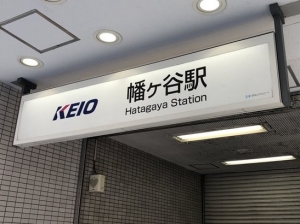 KEIO
幡ヶ谷駅
Hatagaya Station